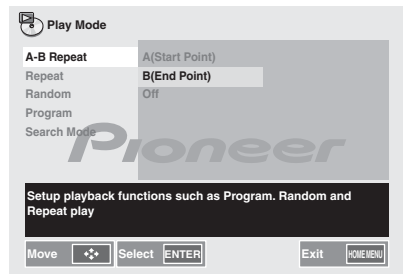 Play Mode
A-B Repeat
A(Start Point)
Repeat
B(End Point)
Random
Off
Program
Search Mode
Pioneer
Setup playback functions such as Program. Random and
Repeat play
Move
Select ENTER
Exit HOME MENU